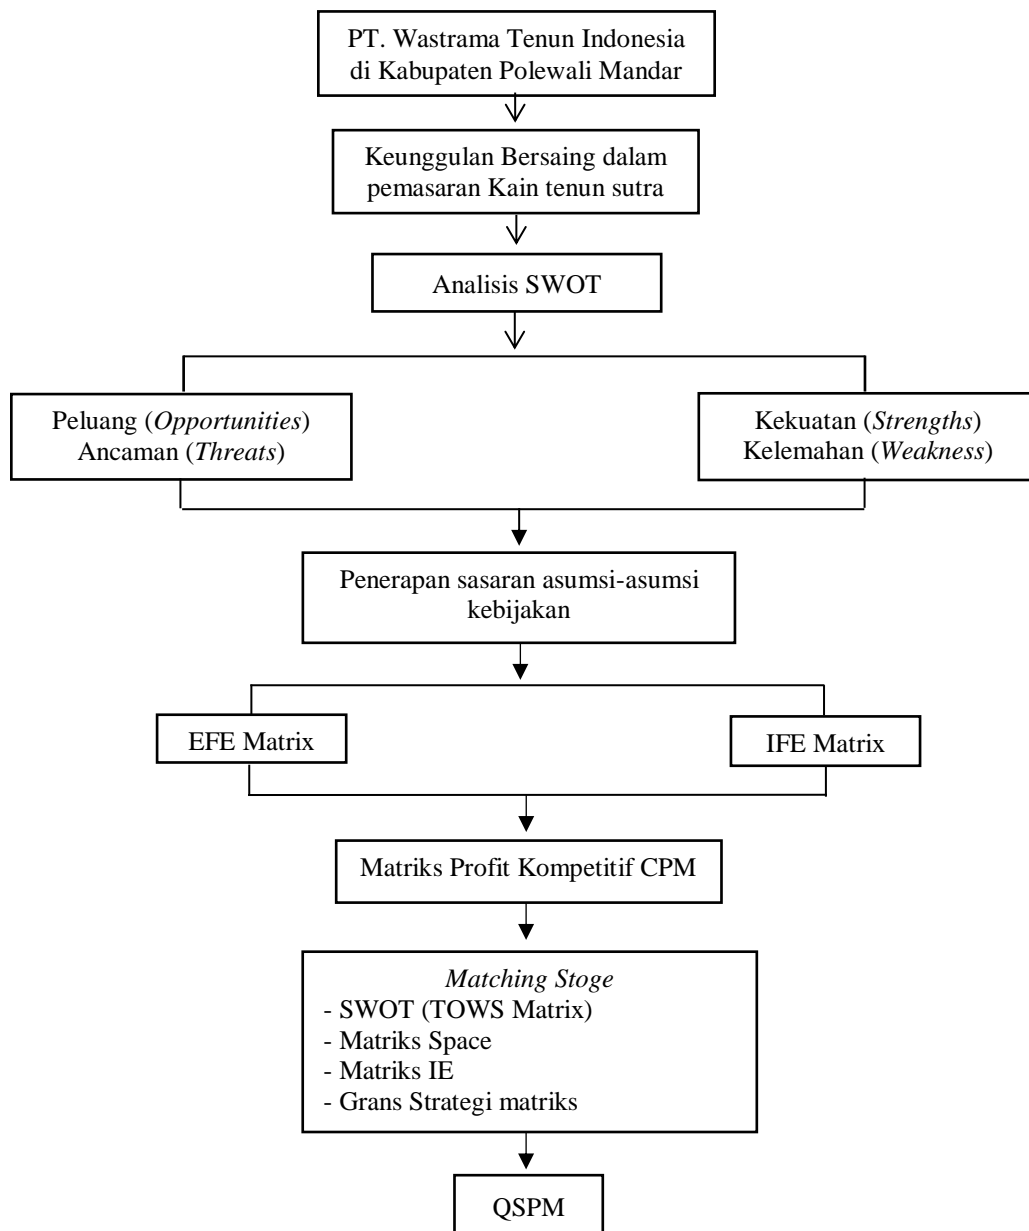 PT. Wastrama Tenun Indonesia
di Kabupaten Polewali Mandar
Keunggulan Bersaing dalam
pemasaran Kain tenun sutra
Analisis SWOT
Peluang (Opportunities)
Ancaman (Threats)
Kekuatan (Strengths)
Kelemahan (Weakness)
Penerapan sasaran asumsi-asumsi
kebijakan
EFE Matrix
IFE Matrix
Matriks Profit Kompetitif CPM
Matching Stoge
- SWOT (TOWS Matrix)
- Matriks Space
- Matriks IE
- Grans Strategi matriks
QSPM